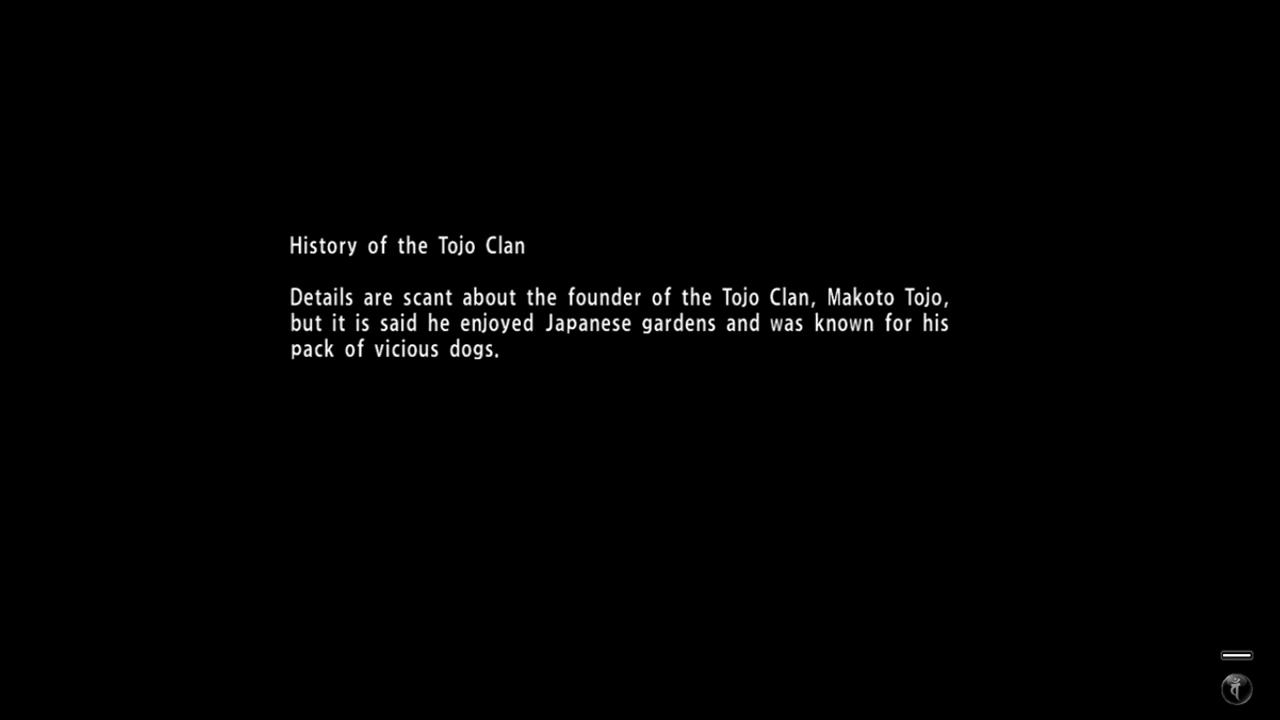 History of the Tojo Clan
Details are scant about the founder of the Tojo Clan, Makoto Tojo,
but it is said he enjoyed Japanese gardens and was known for his
pack of vicious dogs.